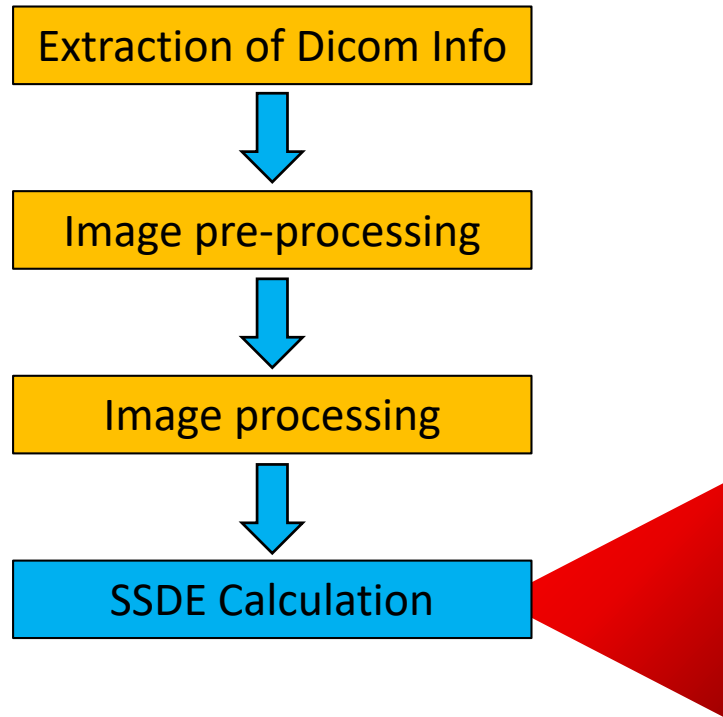 Extraction of Dicom Info
Image pre-processing
Image processing
SSDE Calculation